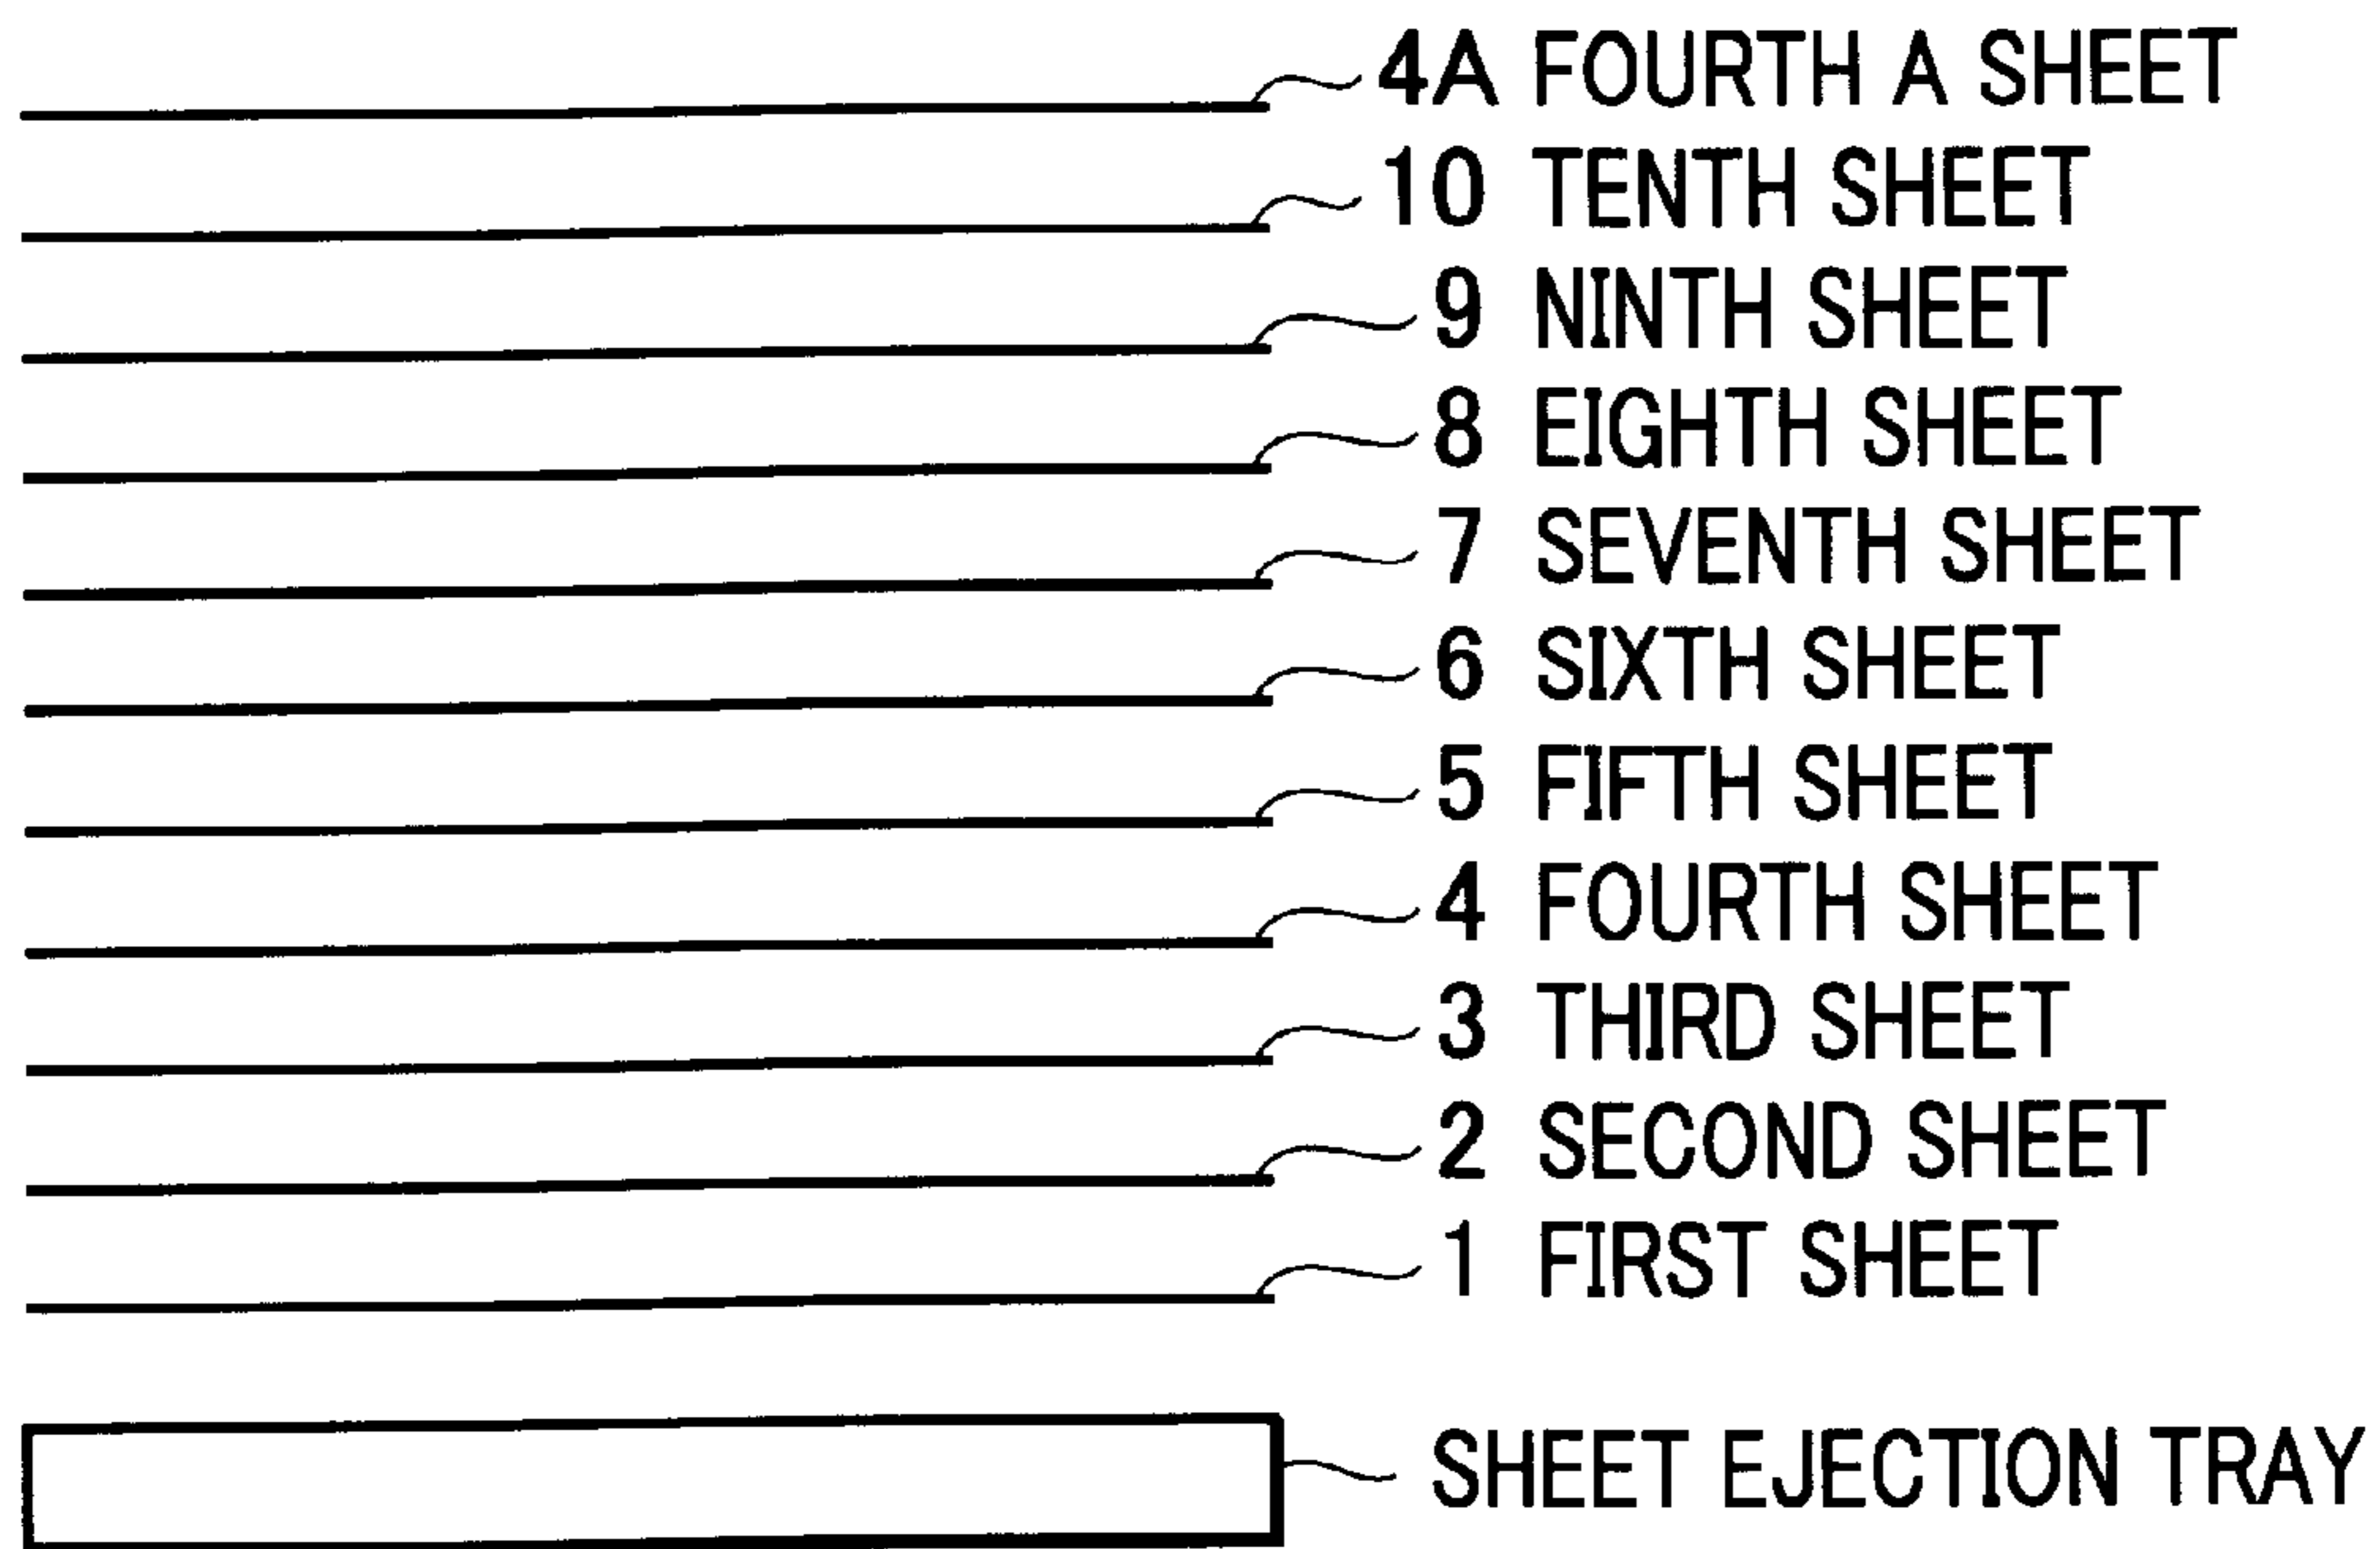 4A FOURTH A SHEET
10 TENTH SHEET
9 NINTH SHEET
8 EIGHTH SHEET
7 SEVENTH SHEET
6 SIXTH SHEET
5 FIFTH SHEET
4 FOURTH SHEET
3 THIRD SHEET
2 SECOND SHEET
1 FIRST SHEET
SHEET EJECTION TRAY